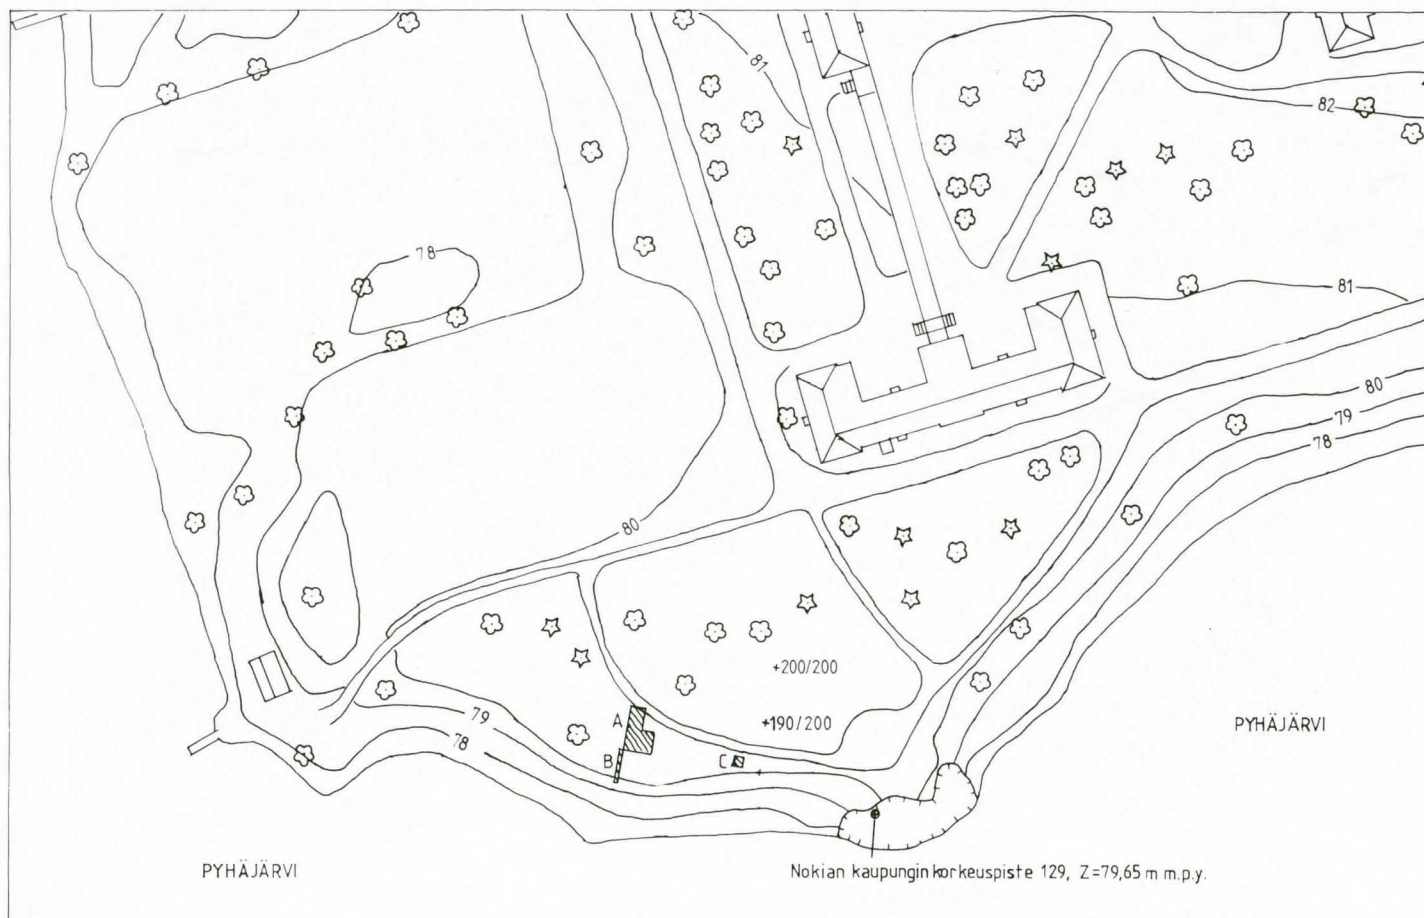 81
82
78
81
80
79
78
80
+200/200
A
79
+190/200
PYHÄJÄRVI
78
B
C
PYHÄJÄRVI
Nokian kaupungin korkeuspiste 129, Z=79,65 m m.p.y.